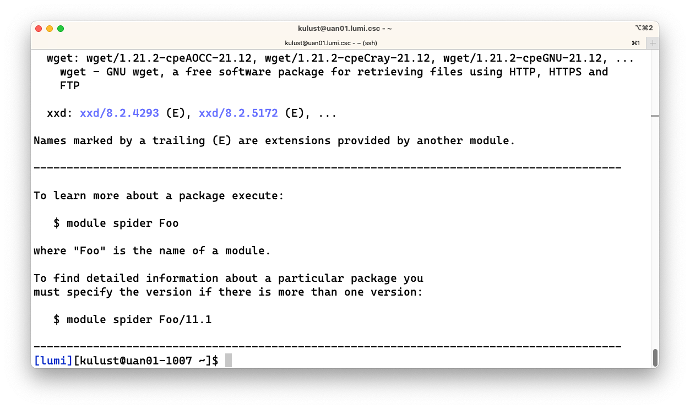 kulust@uan01.lumi.csc - ~
⌥⌘2
kulust@uan01.lumi.csc - ~ (ssh)
⌘1 +
wget: wget/1.21.2-cpeAOCC-21.12, wget/1.21.2-cpeCray-21.12, wget/1.21.2-cpeGNU-21.12, ...
wget - GNU wget, a free software package for retrieving files using HTTP, HTTPS and
FTP
xxd: xxd/8.2.4293 (E), xxd/8.2.5172 (E), ...
Names marked by a trailing (E) are extensions provided by another module.
------------------------------------------------------------------------------------------
To learn more about a package execute:
$ module spider Foo
where "Foo" is the name of a module.
To find detailed information about a particular package you
must specify the version if there is more than one version:
$ module spider Foo/11.1
------------------------------------------------------------------------------------------
[lumi][kulust@uan01-1007 ~]$